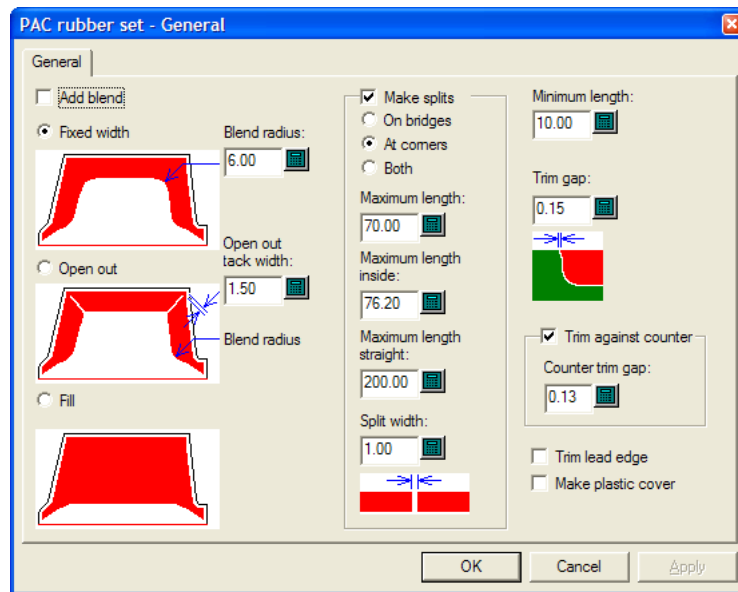 PAC rubber set - General
General
Add blend
Fixed width
Blend radius:
6.00
Open out
Open out
tack width:
1.50
Blend radius
Fill
Make splits
On bridges
At corners
Both
Maximum length:
70.00
Maximum length
inside:
76.20
Maximum length
straight:
200.00
Split width:
1.00
Minimum length:
10.00
Trim gap:
0.15
Trim against counter
Counter trim gap:
0.13
Trim lead edge
Make plastic cover
OK
Cancel
Apply